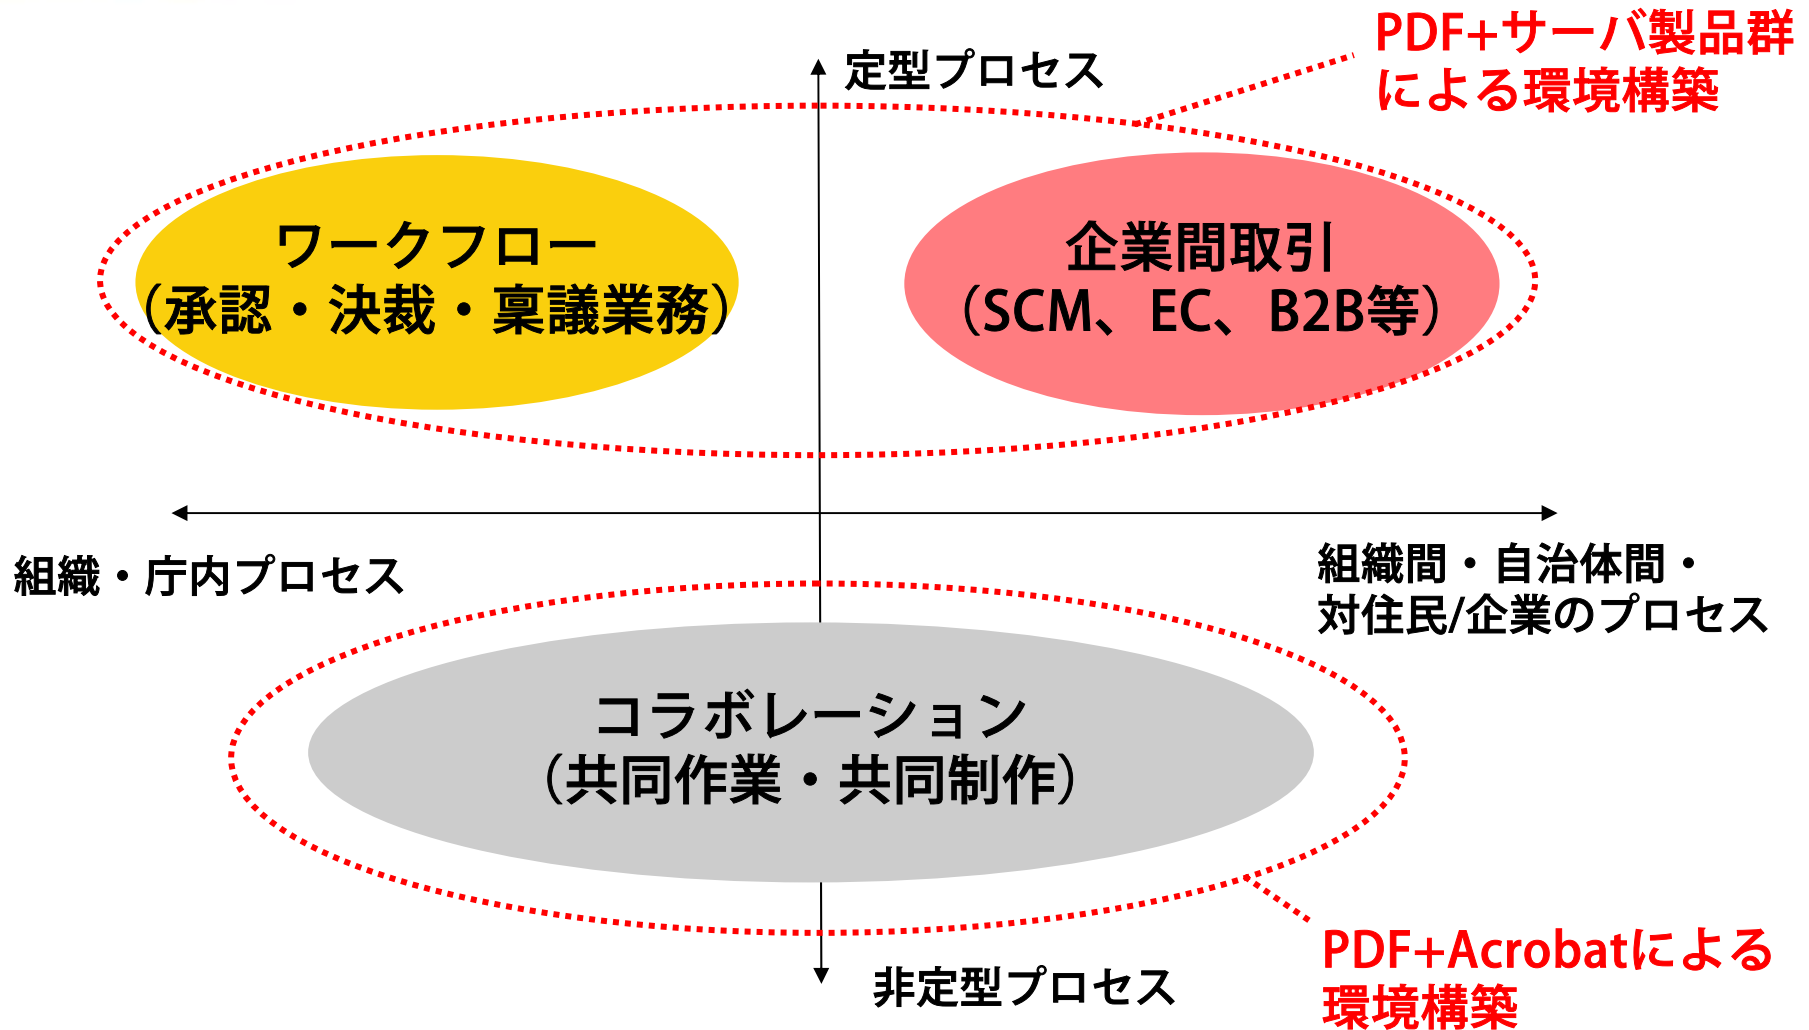 PDF+サーバ製品群
による環境構築
定型プロセス
ワークフロー
（承認・決裁・稟議業務）
企業間取引
（SCM、EC、B2B等）
組織・庁内プロセス
組織間・自治体間・
対住民/企業のプロセス
コラボレーション
（共同作業・共同制作）
PDF+Acrobatによる
環境構築
非定型プロセス